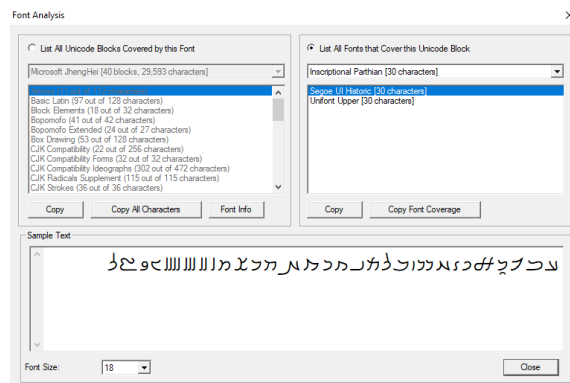 Font Analysis
List All Unicode Blocks Covered by this Font
Microsoft JhengHei [40 blocks, 29,593 characters]
Basic Latin (97 out of 128 characters)
Block Elements (18 out of 32 characters)
Bopomofo (41 out of 42 characters)
Bopomofo Extended (24 out of 27 characters)
Box Drawing (53 out of 128 characters)
CJK Compatibility (22 out of 256 characters)
CJK Compatibility Forms (32 out of 32 characters)
CJK Compatibility Ideographs (302 out of 472 characters)
CJK Radicals Supplement (115 out of 115 characters)
CJK Strokes (36 out of 36 characters)
Copy
Copy All Characters
Font Info
List All Fonts that Cover this Unicode Block
Inscriptional Parthian [30 characters]
Segoe UI Historic [30 characters]
Unifont Upper [30 characters]
Copy
Copy Font Coverage
Sample Text
𐭀𐭁𐭂𐭃𐭄𐭅𐭆𐭇𐭈𐭉𐭊𐭋𐭌𐭍𐭎𐭏𐭐𐭑𐭒𐭓𐭔𐭕𐭘𐭙𐭚𐭛𐭜𐭝𐭞𐭟
Font Size:
18
Close